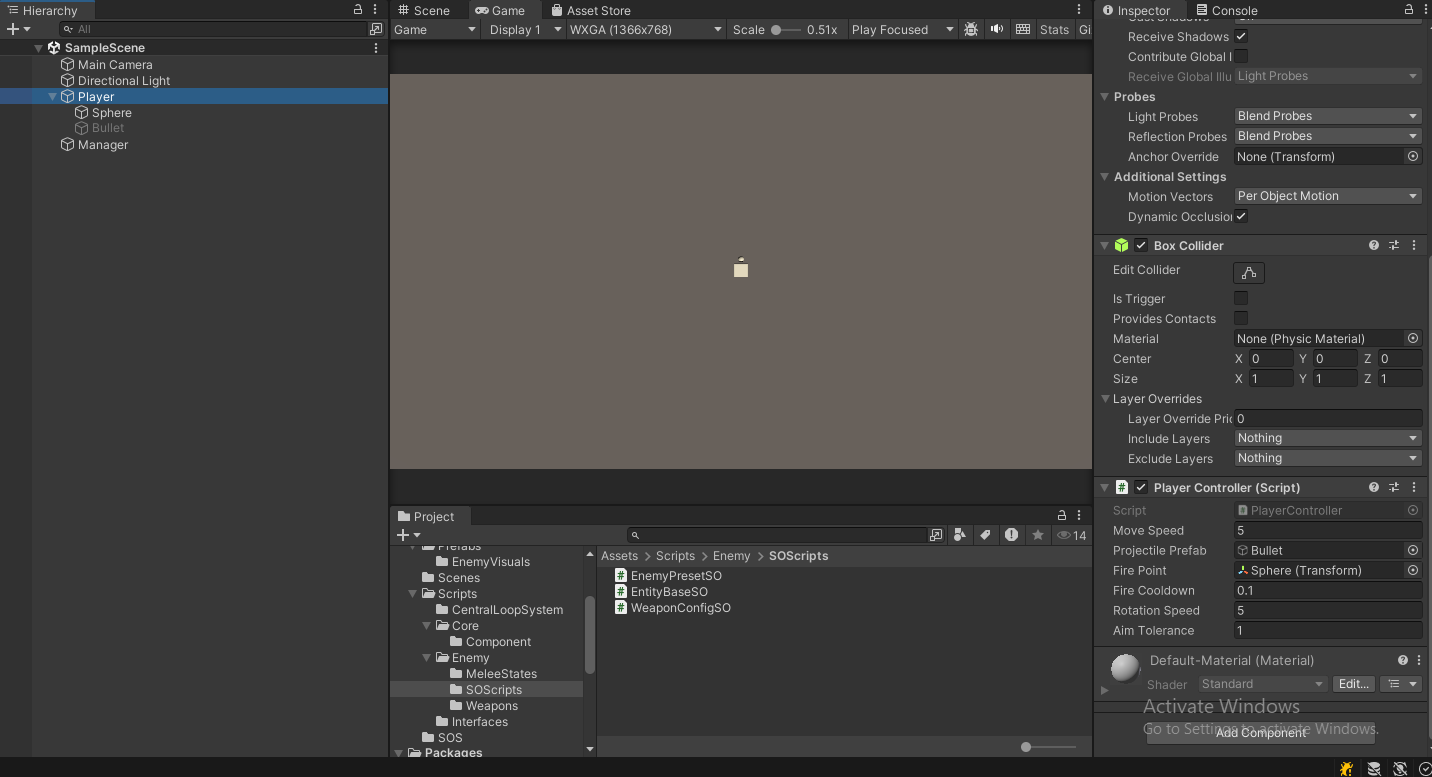 Hierarchy
All
SampleScene
Main Camera
Directional Light
Player
Sphere
Bullet
Manager
Scene
Game
Asset Store
Game
Display 1
WXGA (1366x768)
Scale
0.51x
Play Focused
Stats
Gi
Project
14
Prefabs
EnemyVisuals
Scenes
Scripts
CentralLoopSystem
Core
Component
Enemy
MeleeStates
SOScripts
Weapons
Interfaces
SOS
Packages
Assets > Scripts > Enemy > SOScripts
EnemyPresetSO
EntityBaseSO
WeaponConfigSO
Inspector
Console
Cast Shadows On
Receive Shadows
Contribute Global I
Receive Global Illu Light Probes
Probes
Light Probes Blend Probes
Reflection Probes Blend Probes
Anchor Override None (Transform)
Additional Settings
Motion Vectors Per Object Motion
Dynamic Occlusion
Box Collider
Edit Collider
Is Trigger
Provides Contacts
Material None (Physic Material)
Center X 0 Y 0 Z 0
Size X 1 Y 1 Z 1
Layer Overrides
Layer Override Pri 0
Include Layers Nothing
Exclude Layers Nothing
# Player Controller (Script)
Script PlayerController
Move Speed 5
Projectile Prefab Bullet
Fire Point Sphere (Transform)
Fire Cooldown 0.1
Rotation Speed 5
Aim Tolerance 1
Default-Material (Material)
Shader Standard Edit...
Activate Windows
Go to Settings to activate Windows.
Add Component